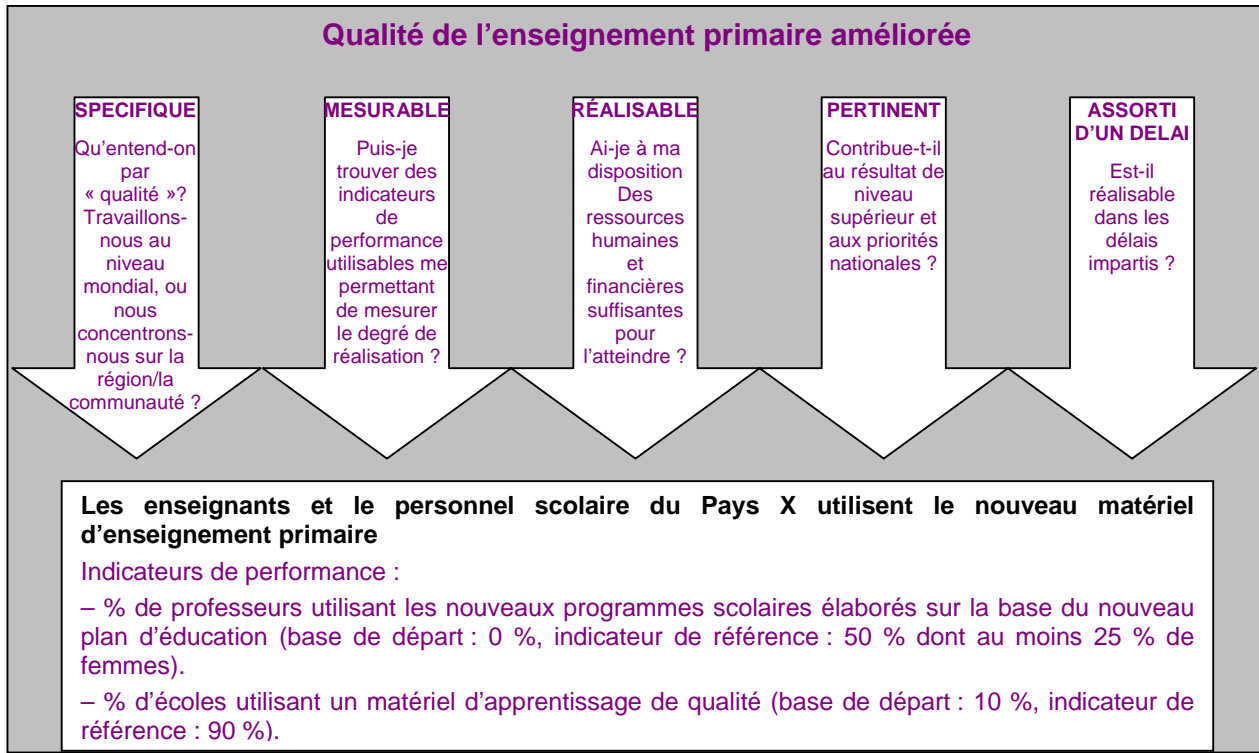 Qualité de l'enseignement primaire améliorée
SPECIFIQUE
Qu'entend-on
par
« qualité »?
Travaillons-
nous au
niveau
mondial, ou
nous
concentrons-
nous sur la
région/la
communauté ?
MESURABLE
Puis-je
trouver des
indicateurs
de
performance
utilisables me
permettant
de mesurer
le degré de
réalisation ?
RÉALISABLE
Ai-je à ma
disposition
Des
ressources
humaines
et
financières
suffisantes
pour
l'atteindre ?
PERTINENT
Contribue-t-il
au résultat de
niveau
supérieur et
aux priorités
nationales ?
ASSORTI
D'UN DELAI
Est-il
réalisable
dans les
délais
impartis ?
Les enseignants et le personnel scolaire du Pays X utilisent le nouveau matériel
d'enseignement primaire
Indicateurs de performance :
– % de professeurs utilisant les nouveaux programmes scolaires élaborés sur la base du nouveau
plan d'éducation (base de départ : 0 %, indicateur de référence : 50 % dont au moins 25 % de
femmes).
– % d'écoles utilisant un matériel d'apprentissage de qualité (base de départ : 10 %, indicateur de
référence : 90 %).